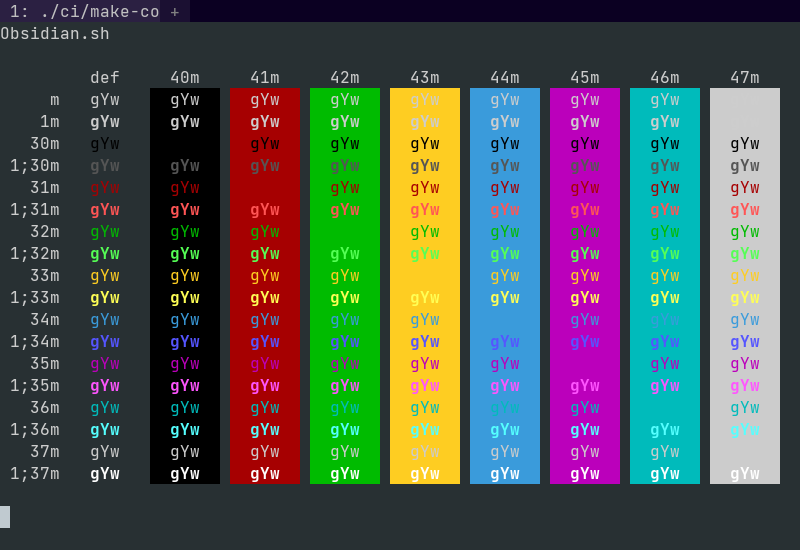 1: ./ci/make-co +
Obsidian.sh
def 40m 41m 42m 43m 44m 45m 46m 47m
m gYw gYw gYw gYw gYw gYw gYw gYw
1m gYw gYw gYw gYw gYw gYw gYw gYw
30m gYw gYw gYw gYw gYw gYw gYw gYw
1;30m gYw gYw gYw gYw gYw gYw gYw gYw gYw
31m gYw gYw gYw gYw gYw gYw gYw gYw
1;31m gYw gYw gYw gYw gYw gYw gYw gYw gYw
32m gYw gYw gYw gYw gYw gYw gYw gYw
1;32m gYw gYw gYw gYw gYw gYw gYw gYw gYw
33m gYw gYw gYw gYw gYw gYw gYw gYw
1;33m gYw gYw gYw gYw gYw gYw gYw gYw gYw
34m gYw gYw gYw gYw gYw gYw gYw gYw
1;34m gYw gYw gYw gYw gYw gYw gYw gYw gYw
35m gYw gYw gYw gYw gYw gYw gYw gYw
1;35m gYw gYw gYw gYw gYw gYw gYw gYw gYw
36m gYw gYw gYw gYw gYw gYw gYw gYw
1;36m gYw gYw gYw gYw gYw gYw gYw gYw gYw
37m gYw gYw gYw gYw gYw gYw gYw gYw
1;37m gYw gYw gYw gYw gYw gYw gYw gYw gYw